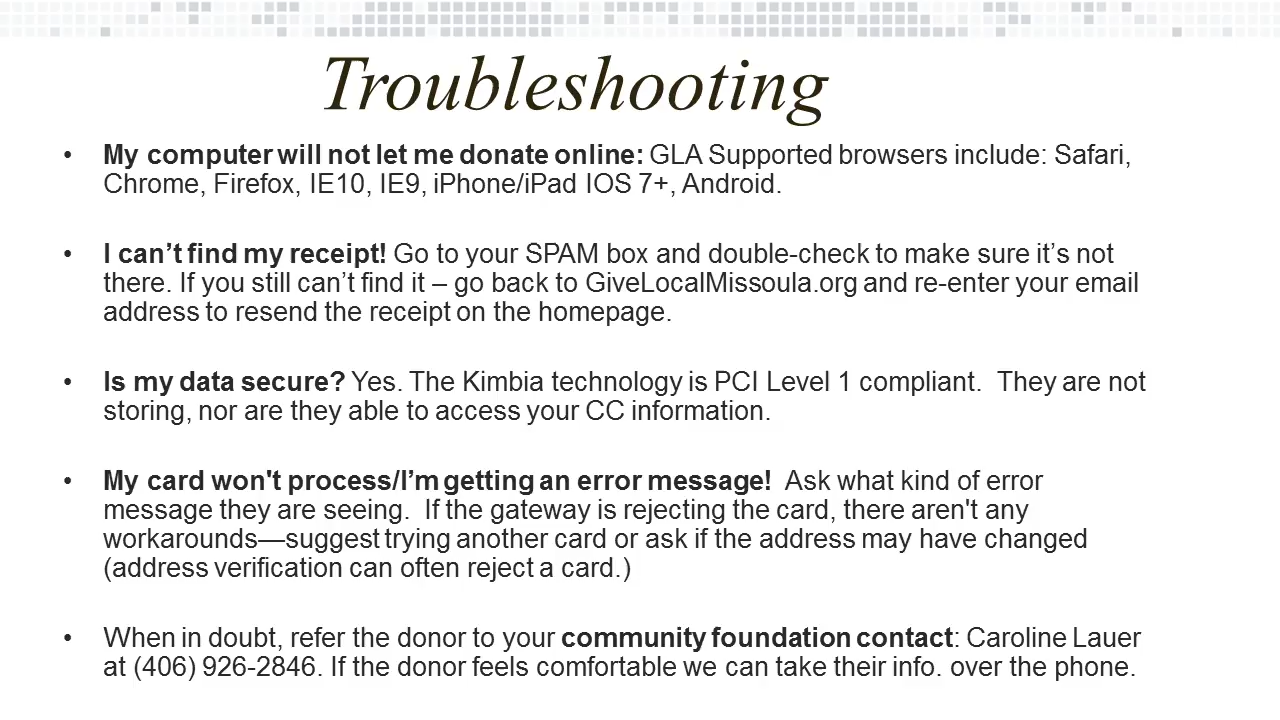 Troubleshooting
• My computer will not let me donate online: GLA Supported browsers include: Safari,
Chrome, Firefox, IE10, IE9, iPhone/iPad IOS 7+, Android.
• I can’t find my receipt! Go to your SPAM box and double-check to make sure it’s not
there. If you still can’t find it – go back to GiveLocalMissoula.org and re-enter your email
address to resend the receipt on the homepage.
• Is my data secure? Yes. The Kimbia technology is PCI Level 1 compliant.  They are not
storing, nor are they able to access your CC information.
• My card won't process/I’m getting an error message!  Ask what kind of error
message they are seeing.  If the gateway is rejecting the card, there aren't any
workarounds—suggest trying another card or ask if the address may have changed
(address verification can often reject a card.)
• When in doubt, refer the donor to your community foundation contact: Caroline Lauer
at (406) 926-2846. If the donor feels comfortable we can take their info. over the phone.